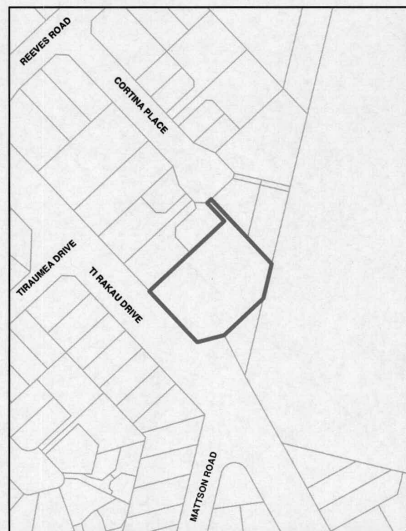 REEVES ROAD
CORTINA PLACE
TIRAUMEA DRIVE
TI RAKAU DRIVE
MATTSON ROAD